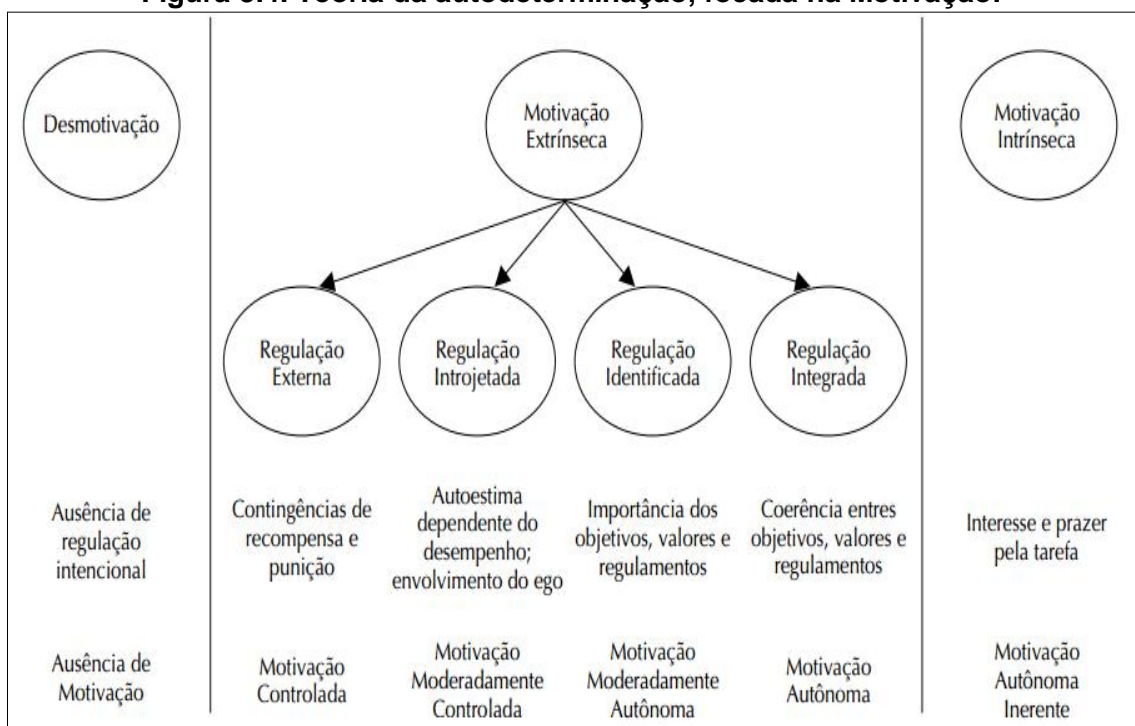 Figura Teoria da autodeterminação, focada na Motivação.
Desmotivação
Motivação
Extrínseca
Motivação
Intrínseca
Regulação
Externa
Regulação
Introjetada
Regulação
Identificada
Regulação
Integrada
Ausência de
regulação
intencional
Contingências de
recompensa e
punição
Autoestima
dependente do
desempenho;
envolvimento do ego
Importância dos
objetivos, valores e
regulamentos
Coerência entres
objetivos, valores e
regulamentos
Interesse e prazer
pela tarefa
Ausência de
Motivação
Motivação
Controlada
Motivação
Moderadamente
Controlada
Motivação
Moderadamente
Autônoma
Motivação
Autônoma
Motivação
Autônoma
Inerente